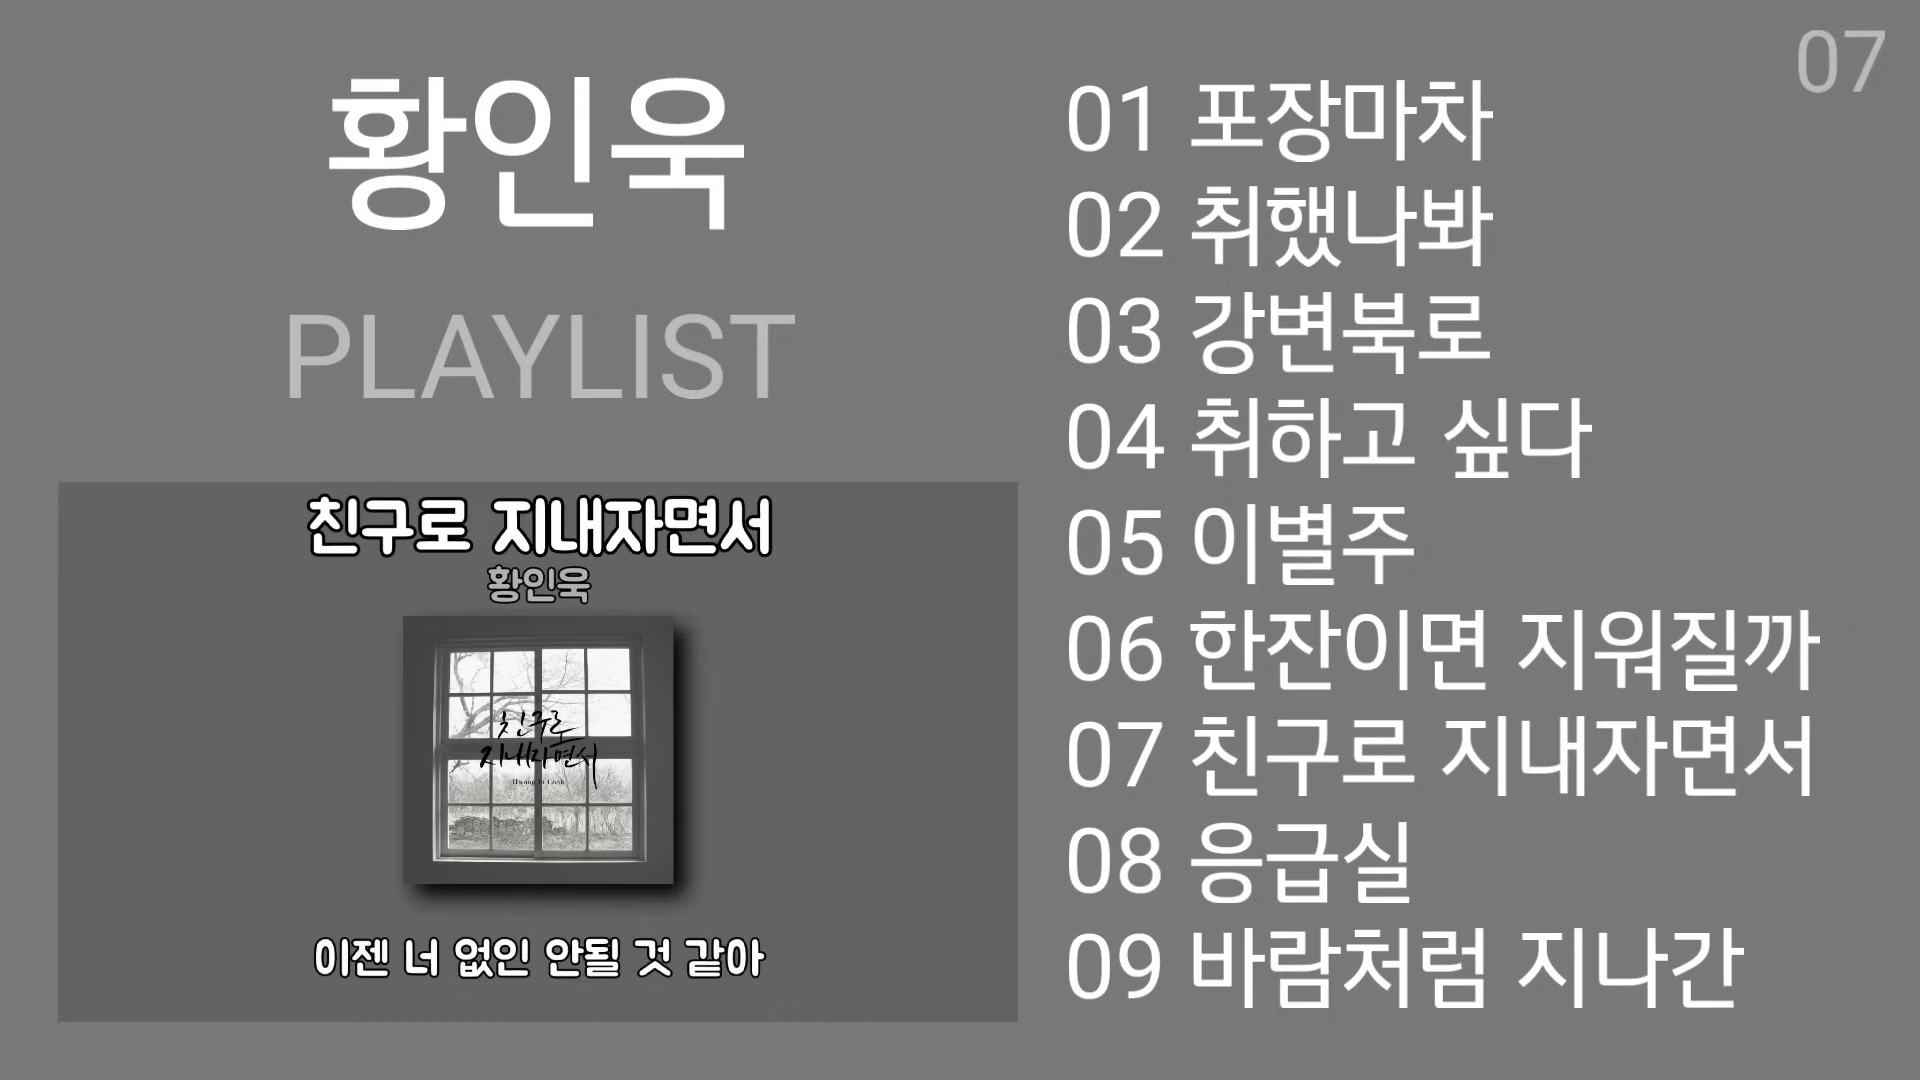 07
황인욱
PLAYLIST
친구로 지내자면서
황인욱
친구로
지내자면서
Hwang In Look
이젠 너 없인 안될 것 같아
01 포장마차
02 취했나봐
03 강변북로
04 취하고 싶다
05 이별주
06 한잔이면 지워질까
07 친구로 지내자면서
08 응급실
09 바람처럼 지나간